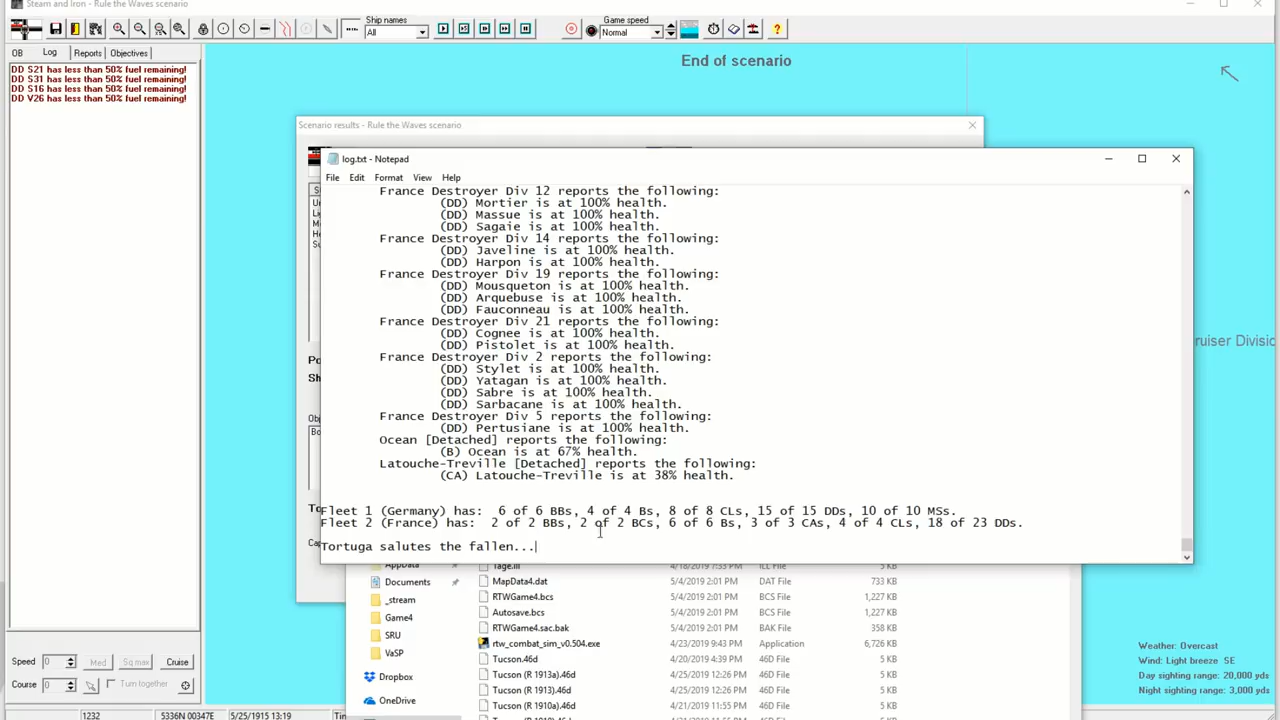 Steam and Iron - Rule the Waves scenario
Ship names
All
Game speed
Normal
OB Log Reports Objectives
End of scenario
DD S21 has less than 50% fuel remaining!
DD S31 has less than 50% fuel remaining!
DD S16 has less than 50% fuel remaining!
DD V26 has less than 50% fuel remaining!
Scenario results - Rule the Waves scenario
log.txt - Notepad
File Edit Format View Help
France Destroyer Div 12 reports the following:
(DD) Mortier is at 100% health.
(DD) Massue is at 100% health.
(DD) Sagaie is at 100% health.
France Destroyer Div 14 reports the following:
(DD) Javeline is at 100% health.
(DD) Harpon is at 100% health.
France Destroyer Div 19 reports the following:
(DD) Mousqueton is at 100% health.
(DD) Arquebuse is at 100% health.
(DD) Fauconneau is at 100% health.
France Destroyer Div 21 reports the following:
(DD) Cognee is at 100% health.
(DD) Pistolet is at 100% health.
France Destroyer Div 2 reports the following:
(DD) Stylet is at 100% health.
(DD) Yatagan is at 100% health.
(DD) Sabre is at 100% health.
(DD) Sarbacane is at 100% health.
France Destroyer Div 5 reports the following:
(DD) Pertusiane is at 100% health.
Ocean [Detached] reports the following:
(B) Ocean is at 67% health.
Latouche-Treville [Detached] reports the following:
(CA) Latouche-Treville is at 38% health.
Fleet 1 (Germany) has: 6 of 6 BBs, 4 of 4 Bs, 8 of 8 CLs, 15 of 15 DDs, 10 of 10 MSs.
Fleet 2 (France) has: 2 of 2 BBs, 2 of 2 BCs, 6 of 6 Bs, 3 of 3 CAs, 4 of 4 CLs, 18 of 23 DDs.
Tortuga salutes the fallen...
ruiser Divisio
AppData
Documents
_stream
Game4
SRU
VaSP
Dropbox
OneDrive
Tage.ill 4/18/2019 7:33 PM ILL File 5 KB
MapData4.dat 5/4/2019 2:01 PM DAT File 733 KB
RTWGame4.bcs 5/4/2019 2:01 PM BCS File 1,227 KB
Autosave.bcs 5/4/2019 2:01 PM BCS File 1,227 KB
RTWGame4.sac.bak 5/4/2019 2:01 PM BAK File 358 KB
rtw_combat_sim_v0.504.exe 4/23/2019 9:43 PM Application 6,726 KB
Tucson.46d 4/20/2019 4:39 PM 46D File 5 KB
Tucson (R 1913a).46d 4/25/2019 12:26 PM 46D File 5 KB
Tucson (R 1913).46d 4/25/2019 12:26 PM 46D File 5 KB
Tucson (R 1910a).46d 4/21/2019 11:55 PM 46D File 5 KB
Speed 0 Med Sq max Cruise
Course 0 Turn together
Weather: Overcast
Wind: Light breeze SE
Day sighting range: 20,000 yds
Night sighting range: 3,000 yds
1232 5336N 00347E 5/25/1915 13:19